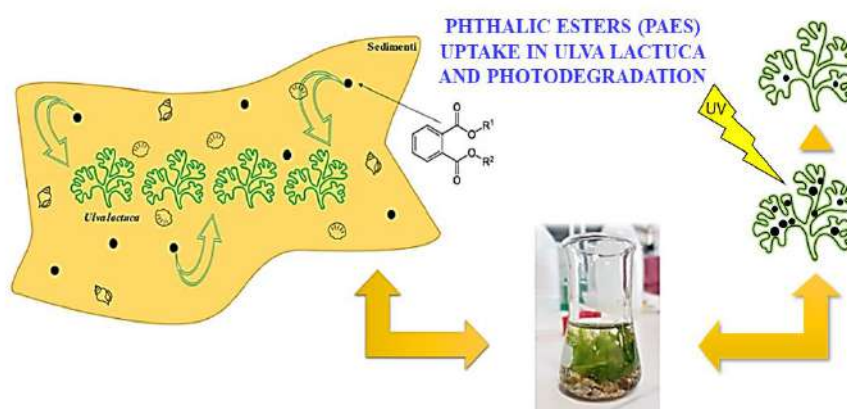 PHTHALIC ESTERS (PAES)
UPTAKE IN ULVA LACTUCA
AND PHOTODEGRADATION
Sedimenti
Ulva lactuca
O
O
R¹
O
R²
O
UV